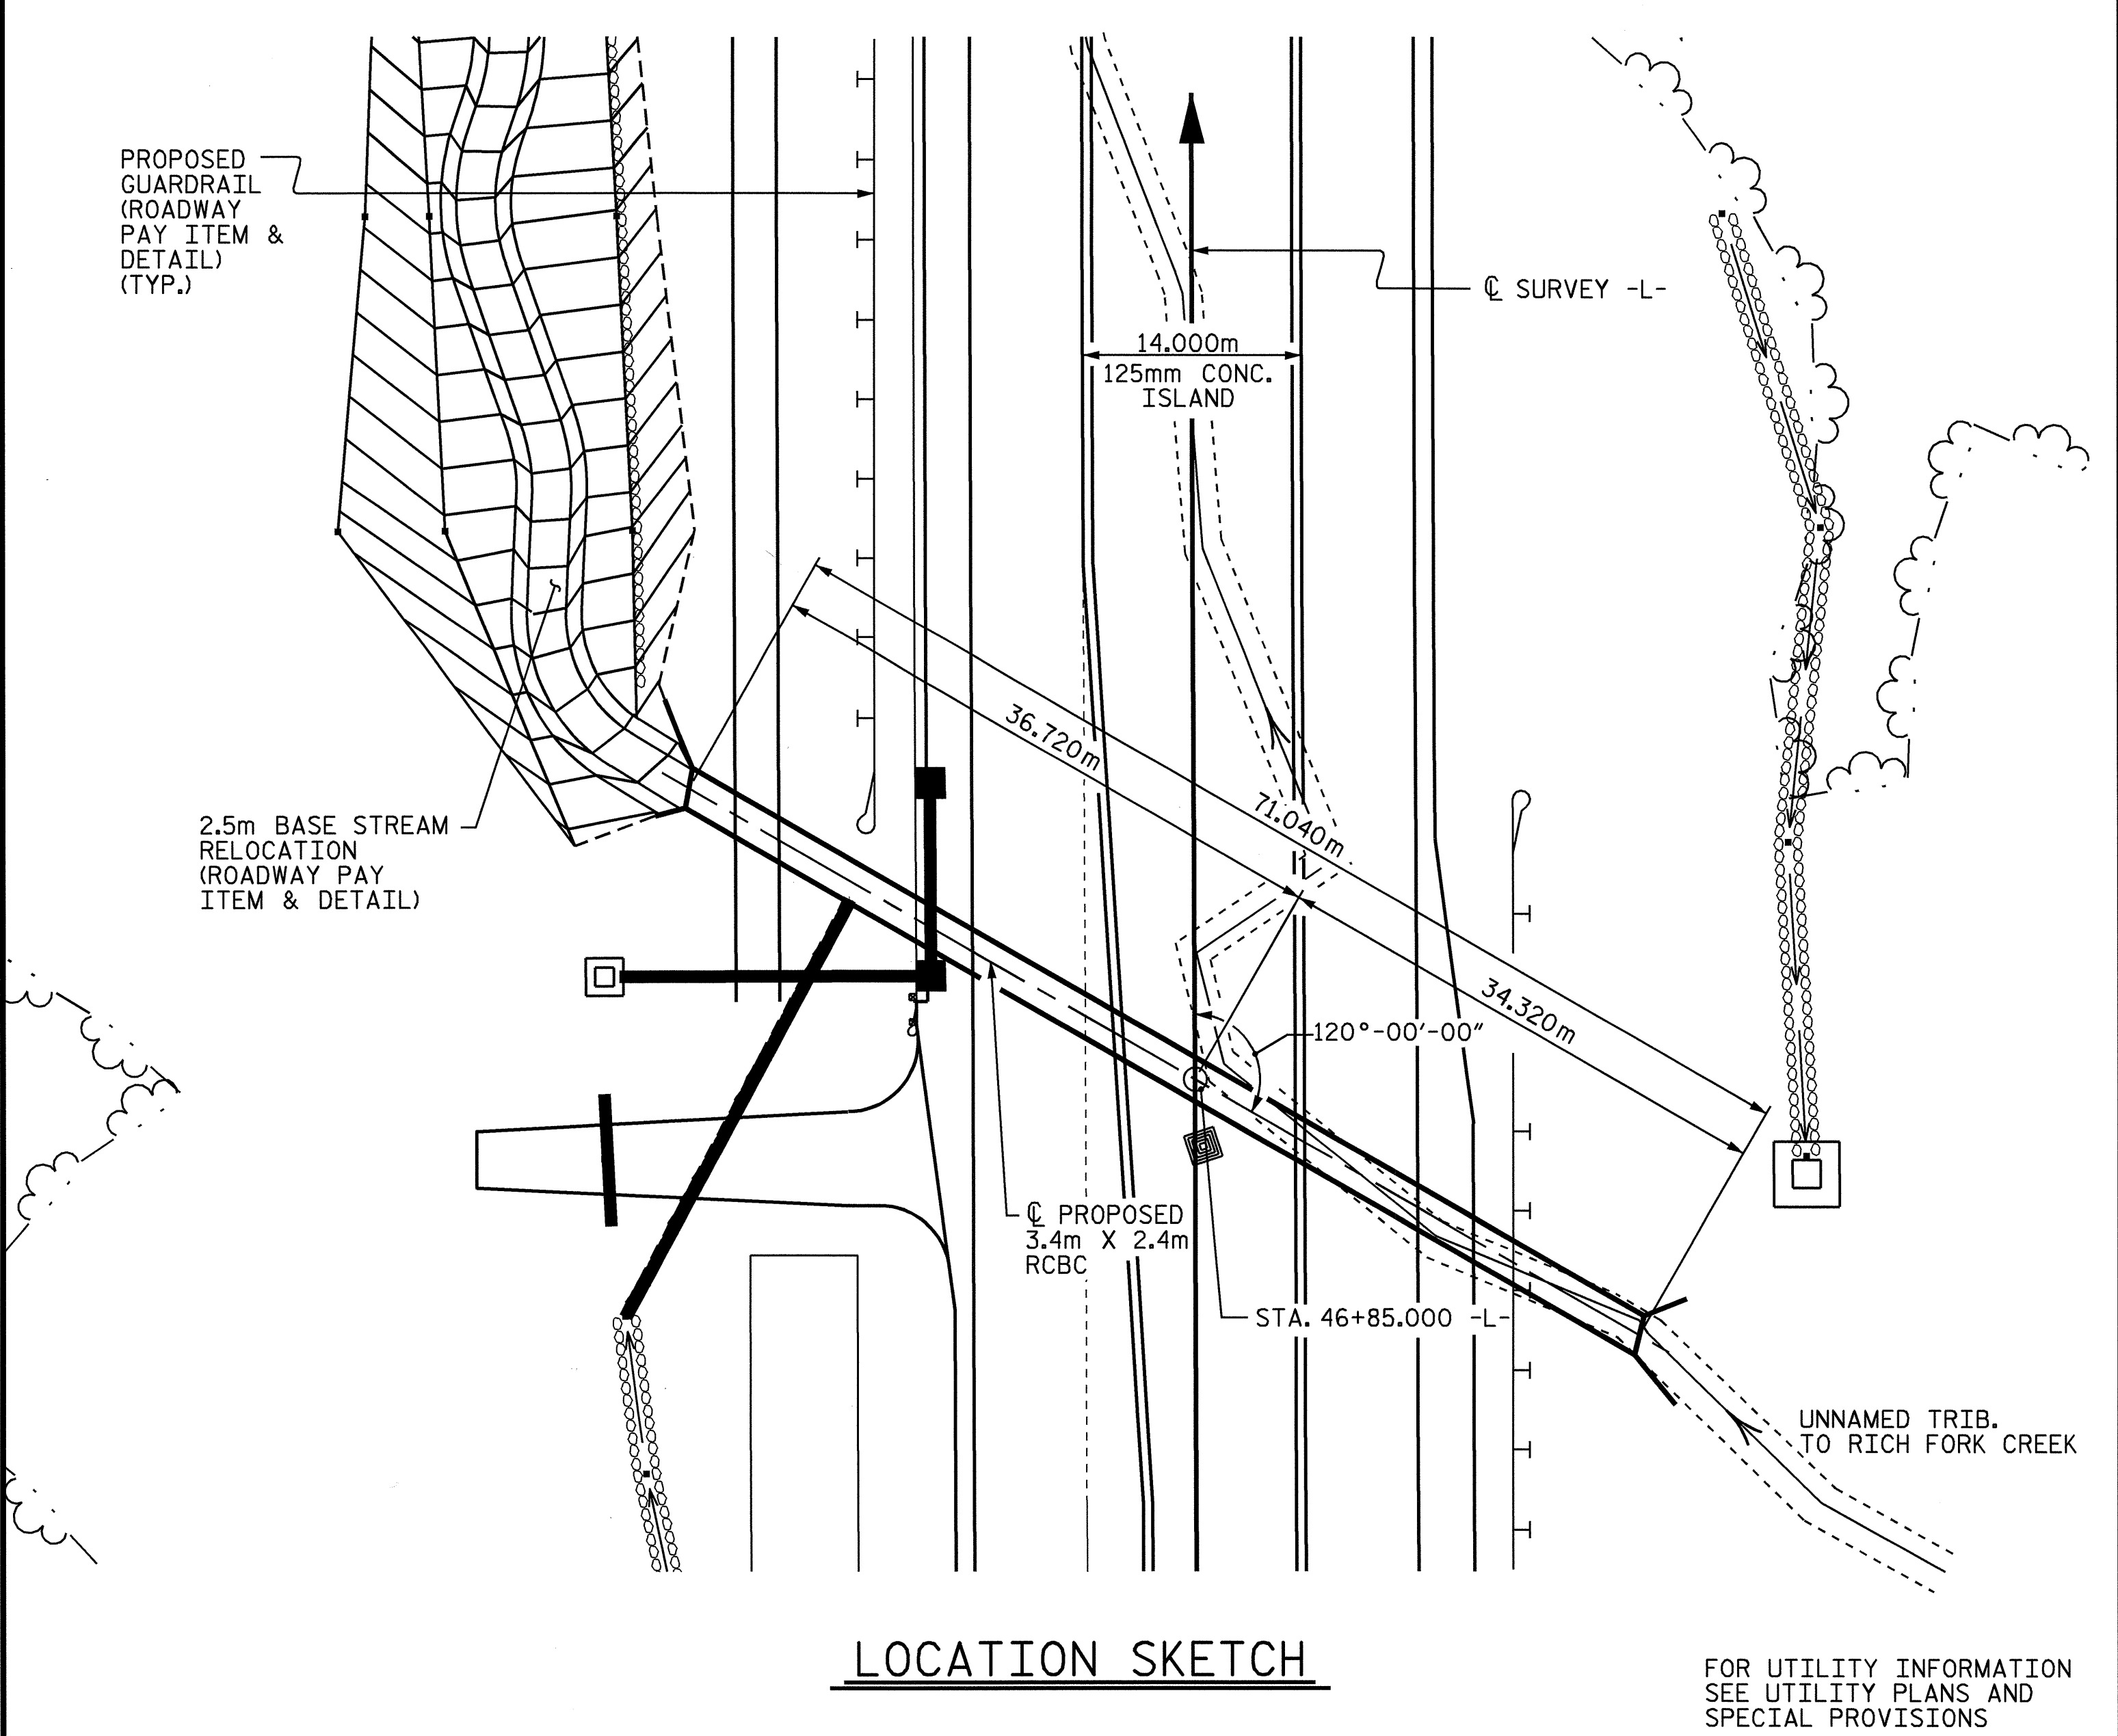 PROPOSED
GUARDRAIL
(ROADWAY
PAY ITEM &
DETAIL)
(TYP.)
℄ SURVEY -L-
14.000m
125mm CONC.
ISLAND
36.720m
71.040m
34.320m
120°-00'-00"
2.5m BASE STREAM
RELOCATION
(ROADWAY PAY
ITEM & DETAIL)
℄ PROPOSED
3.4m X 2.4m
RCBC
STA. 46+85.000 -L-
UNNAMED TRIB.
TO RICH FORK CREEK
LOCATION SKETCH
FOR UTILITY INFORMATION
SEE UTILITY PLANS AND
SPECIAL PROVISIONS